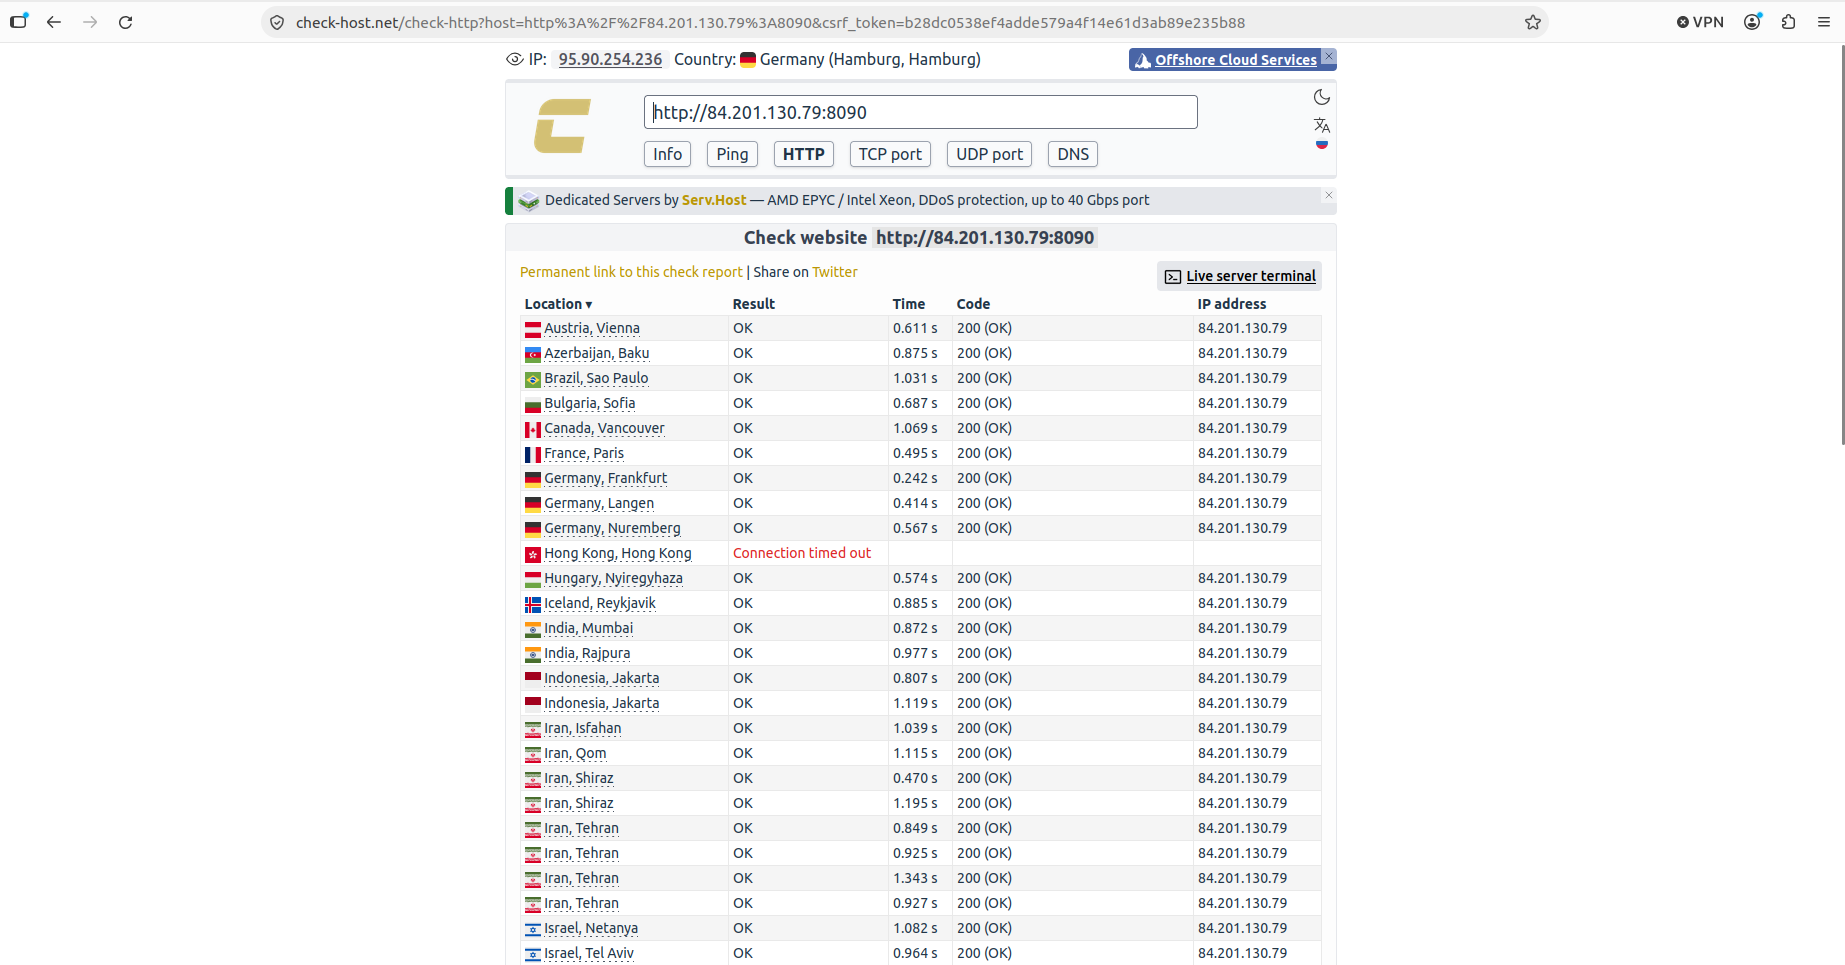 check-host.net/check-http?host=http%3A%2F%2F84.201.130.79%3A8090&csrf_token=b28dc0538ef4adde579a4f14e61d3ab89e235b88
VPN
IP: 95.90.254.236 Country: Germany (Hamburg, Hamburg)
Offshore Cloud Services
http://84.201.130.79:8090
Info Ping HTTP TCP port UDP port DNS
Dedicated Servers by Serv.Host — AMD EPYC / Intel Xeon, DDoS protection, up to 40 Gbps port
Check website http://84.201.130.79:8090
Permanent link to this check report | Share on Twitter
Live server terminal
Location ▾ Result Time Code IP address
Austria, Vienna OK 0.611 s 200 (OK) 84.201.130.79
Azerbaijan, Baku OK 0.875 s 200 (OK) 84.201.130.79
Brazil, Sao Paulo OK 1.031 s 200 (OK) 84.201.130.79
Bulgaria, Sofia OK 0.687 s 200 (OK) 84.201.130.79
Canada, Vancouver OK 1.069 s 200 (OK) 84.201.130.79
France, Paris OK 0.495 s 200 (OK) 84.201.130.79
Germany, Frankfurt OK 0.242 s 200 (OK) 84.201.130.79
Germany, Langen OK 0.414 s 200 (OK) 84.201.130.79
Germany, Nuremberg OK 0.567 s 200 (OK) 84.201.130.79
Hong Kong, Hong Kong Connection timed out
Hungary, Nyiregyhaza OK 0.574 s 200 (OK) 84.201.130.79
Iceland, Reykjavik OK 0.885 s 200 (OK) 84.201.130.79
India, Mumbai OK 0.872 s 200 (OK) 84.201.130.79
India, Rajpura OK 0.977 s 200 (OK) 84.201.130.79
Indonesia, Jakarta OK 0.807 s 200 (OK) 84.201.130.79
Indonesia, Jakarta OK 1.119 s 200 (OK) 84.201.130.79
Iran, Isfahan OK 1.039 s 200 (OK) 84.201.130.79
Iran, Qom OK 1.115 s 200 (OK) 84.201.130.79
Iran, Shiraz OK 0.470 s 200 (OK) 84.201.130.79
Iran, Shiraz OK 1.195 s 200 (OK) 84.201.130.79
Iran, Tehran OK 0.849 s 200 (OK) 84.201.130.79
Iran, Tehran OK 0.925 s 200 (OK) 84.201.130.79
Iran, Tehran OK 1.343 s 200 (OK) 84.201.130.79
Iran, Tehran OK 0.927 s 200 (OK) 84.201.130.79
Israel, Netanya OK 1.082 s 200 (OK) 84.201.130.79
Israel, Tel Aviv OK 0.964 s 200 (OK) 84.201.130.79